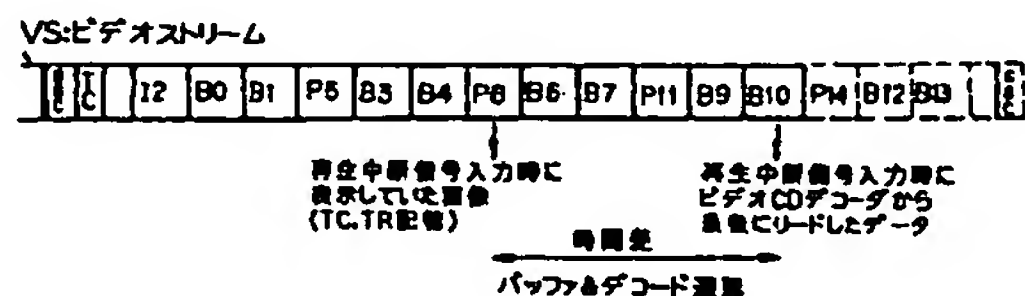 VS:ビデオストリーム
TC I2 B0 B1 P5 B3 B4 P8 B6 B7 P11 B9 B10 P14 B12 B13
再生中断信号入力時に
表示していた画像
(TC.TR記憶)
再生中断信号入力時に
ビデオCDデコーダから
最後にリードしたデータ
時間差
バッファ&デコード遅延